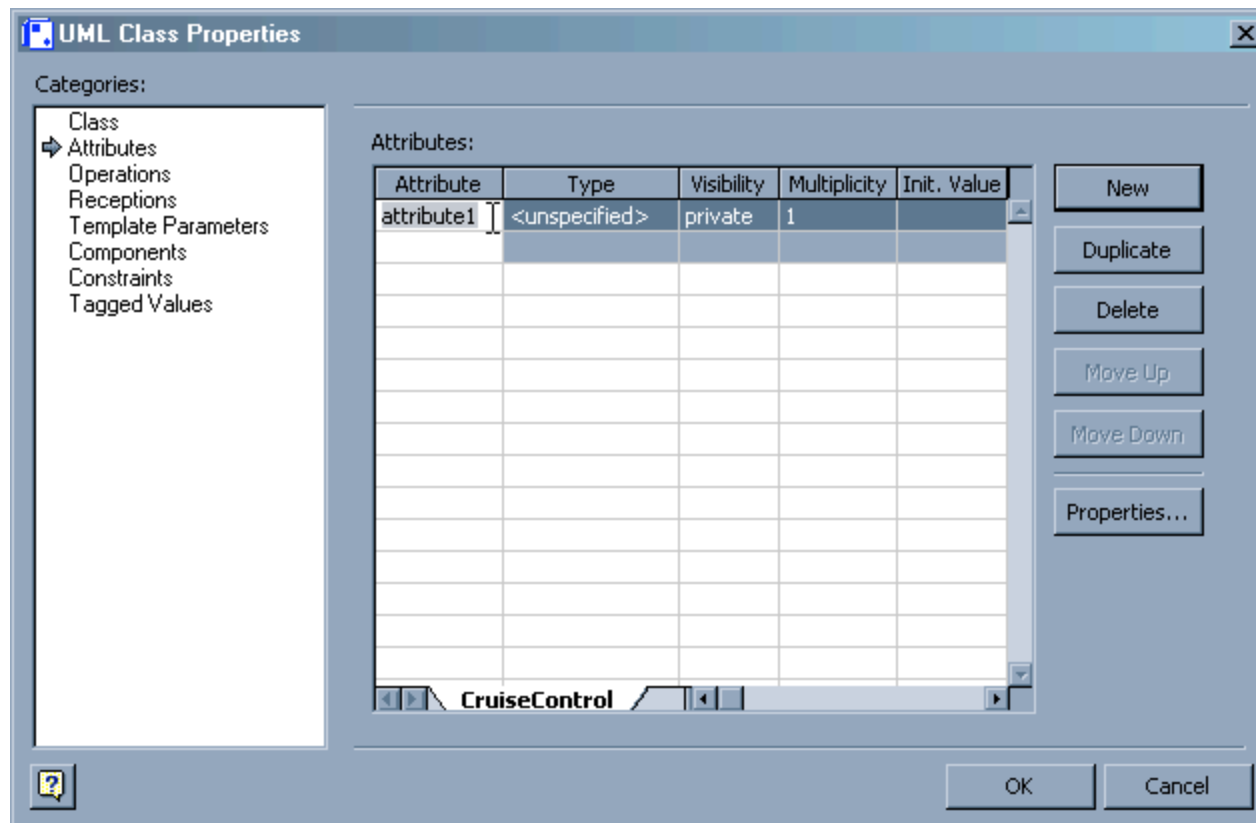 UML Class Properties
Categories:
Class
Attributes
Operations
Receptions
Template Parameters
Components
Constraints
Tagged Values
Attributes:
Attribute Type Visibility Multiplicity Init. Value
attribute1 <unspecified> private 1
CruiseControl
New
Duplicate
Delete
Move Up
Move Down
Properties...
OK Cancel